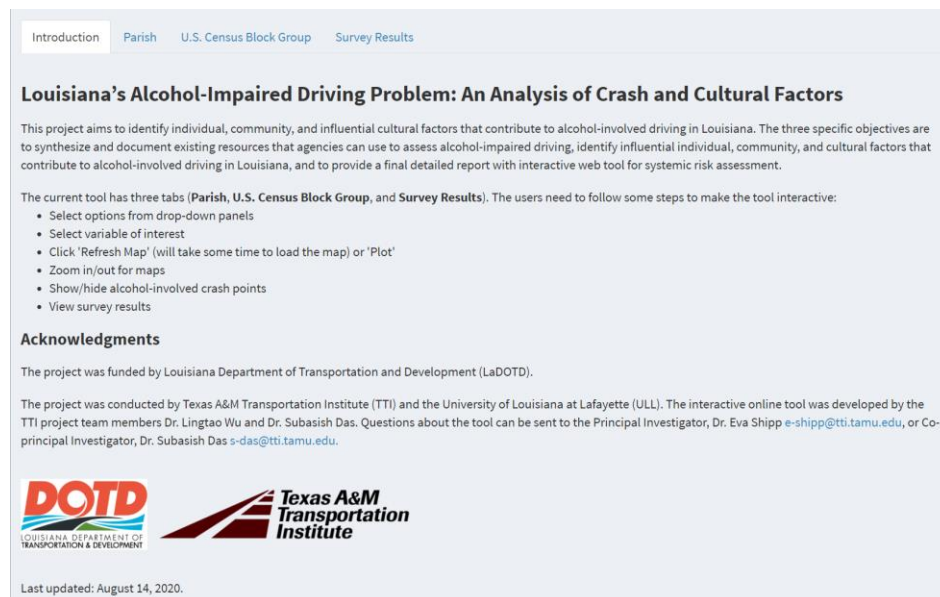 Introduction Parish U.S. Census Block Group Survey Results
Louisiana’s Alcohol-Impaired Driving Problem: An Analysis of Crash and Cultural Factors
This project aims to identify individual, community, and influential cultural factors that contribute to alcohol-involved driving in Louisiana. The three specific objectives are
to synthesize and document existing resources that agencies can use to assess alcohol-impaired driving, identify influential individual, community, and cultural factors that
contribute to alcohol-involved driving in Louisiana, and to provide a final detailed report with interactive web tool for systemic risk assessment.
The current tool has three tabs (Parish, U.S. Census Block Group, and Survey Results). The users need to follow some steps to make the tool interactive:
• Select options from drop-down panels
• Select variable of interest
• Click 'Refresh Map' (will take some time to load the map) or 'Plot'
• Zoom in/out for maps
• Show/hide alcohol-involved crash points
• View survey results
Acknowledgments
The project was funded by Louisiana Department of Transportation and Development (LaDOTD).
The project was conducted by Texas A&M Transportation Institute (TTI) and the University of Louisiana at Lafayette (ULL). The interactive online tool was developed by the
TTI project team members Dr. Lingtao Wu and Dr. Subasish Das. Questions about the tool can be sent to the Principal Investigator, Dr. Eva Shipp e-shipp@tti.tamu.edu, or Co-
principal Investigator, Dr. Subasish Das s-das@tti.tamu.edu.
DOTD
LOUISIANA DEPARTMENT OF
TRANSPORTATION & DEVELOPMENT
Texas A&M
Transportation
Institute
Last updated: August 14, 2020.